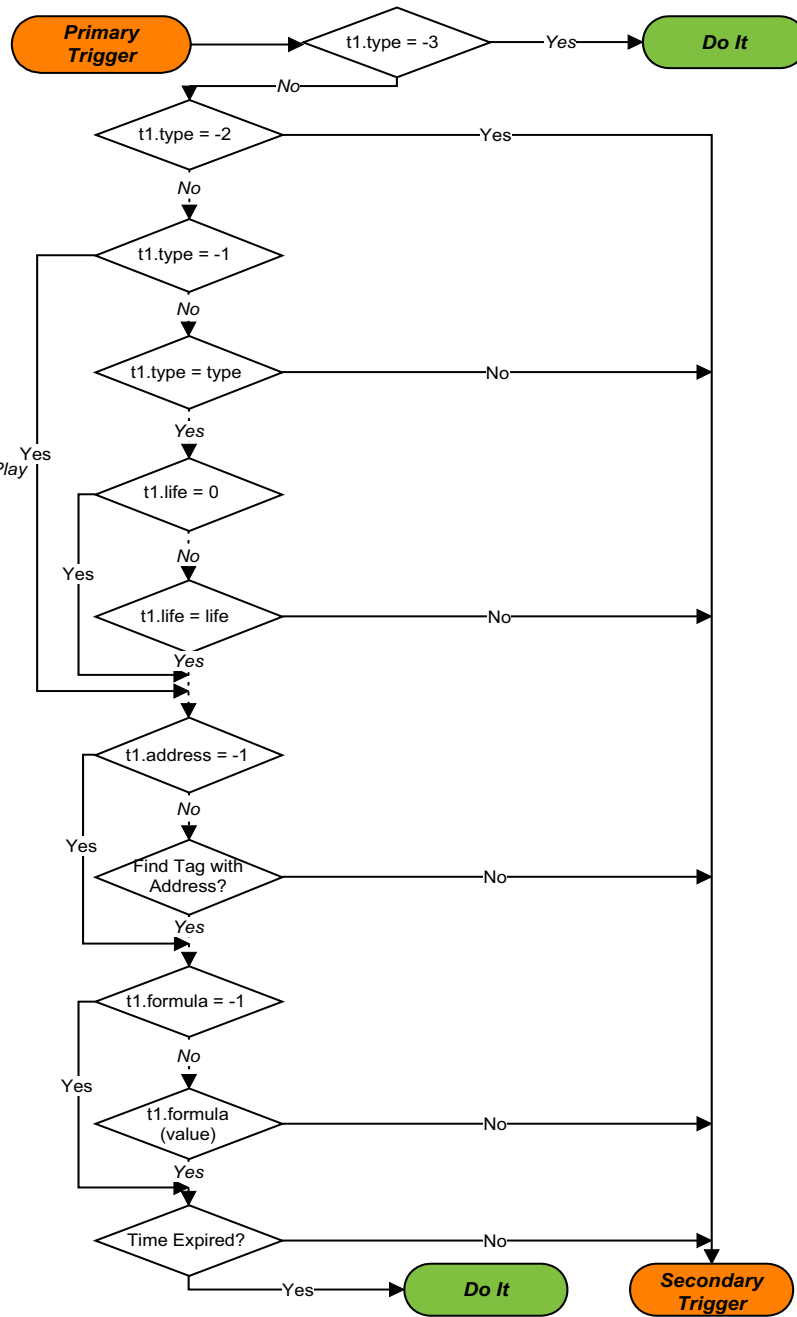 Primary
Trigger
t1.type = -3
Yes
Do It
No
t1.type = -2
Yes
No
t1.type = -1
No
t1.type = type
No
Yes
Yes
Play
t1.life = 0
No
Yes
t1.life = life
No
Yes
t1.address = -1
No
Yes
Find Tag with
Address?
No
Yes
t1.formula = -1
No
Yes
t1.formula
(value)
No
Yes
Time Expired?
No
Yes
Do It
Secondary
Trigger